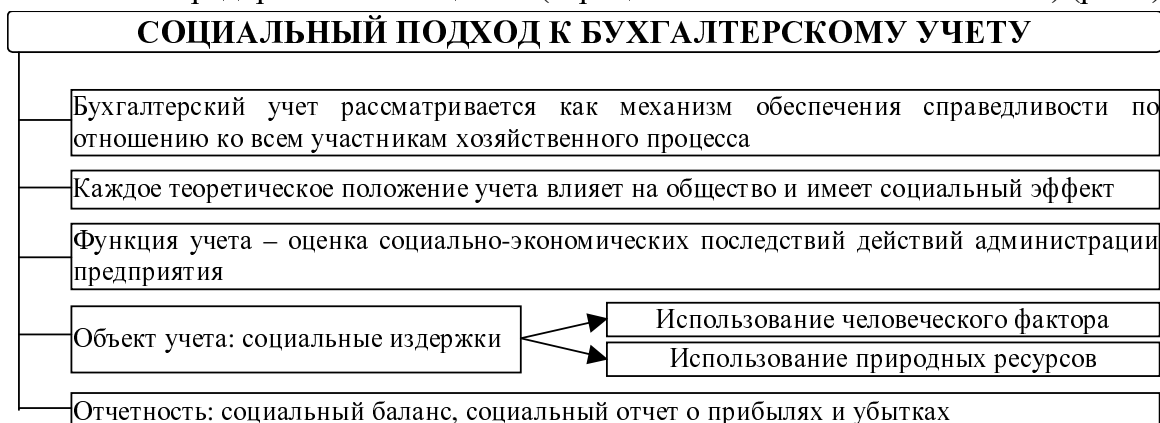 СОЦИАЛЬНЫЙ ПОДХОД К БУХГАЛТЕРСКОМУ УЧЕТУ
Бухгалтерский учет рассматривается как механизм обеспечения справедливости по
отношению ко всем участникам хозяйственного процесса
Каждое теоретическое положение учета влияет на общество и имеет социальный эффект
Функция учета – оценка социально-экономических последствий действий администрации
предприятия
Объект учета: социальные издержки
Использование человеческого фактора
Использование природных ресурсов
Отчетность: социальный баланс, социальный отчет о прибылях и убытках